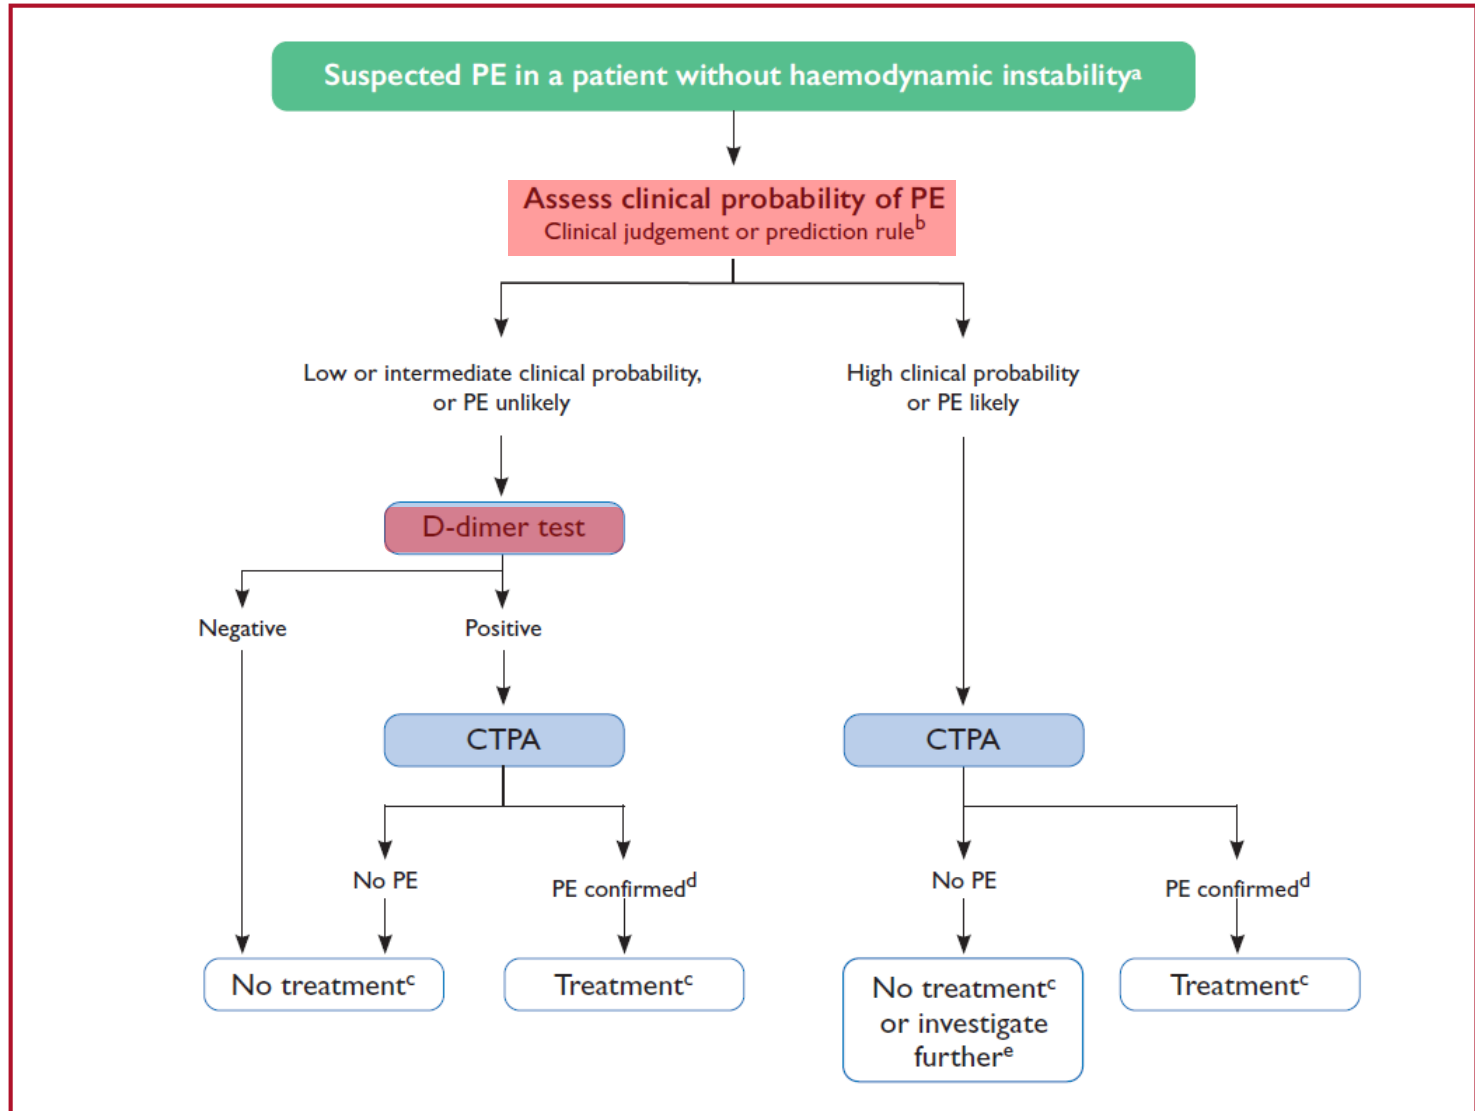 Suspected PE in a patient without haemodynamic instabilityᵃ
Assess clinical probability of PE
Clinical judgement or prediction ruleᵇ
Low or intermediate clinical probability,
or PE unlikely
High clinical probability
or PE likely
D-dimer test
Negative
Positive
CTPA
CTPA
No PE
PE confirmedᵈ
No PE
PE confirmedᵈ
No treatmentᶜ
Treatmentᶜ
No treatmentᶜ
or investigate
furtherᵉ
Treatmentᶜ